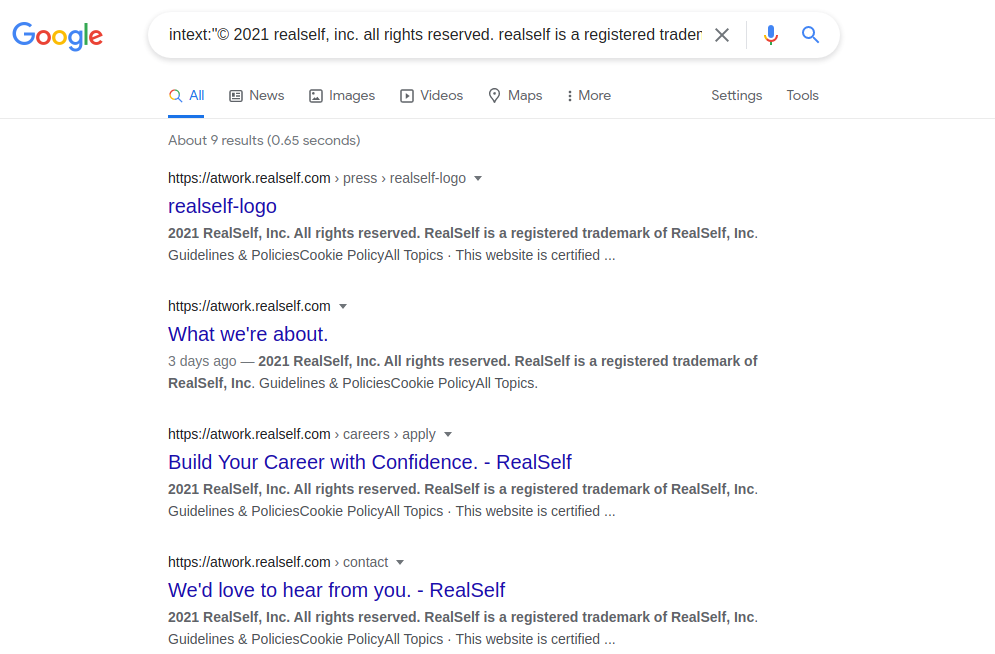 Google
intext:"© 2021 realself, inc. all rights reserved. realself is a registered trader
All News Images Videos Maps More Settings Tools
About 9 results (0.65 seconds)
https://atwork.realself.com › press › realself-logo
realself-logo
2021 RealSelf, Inc. All rights reserved. RealSelf is a registered trademark of RealSelf, Inc.
Guidelines & PoliciesCookie PolicyAll Topics · This website is certified ...
https://atwork.realself.com
What we're about.
3 days ago — 2021 RealSelf, Inc. All rights reserved. RealSelf is a registered trademark of
RealSelf, Inc. Guidelines & PoliciesCookie PolicyAll Topics.
https://atwork.realself.com › careers › apply
Build Your Career with Confidence. - RealSelf
2021 RealSelf, Inc. All rights reserved. RealSelf is a registered trademark of RealSelf, Inc.
Guidelines & PoliciesCookie PolicyAll Topics · This website is certified ...
https://atwork.realself.com › contact
We'd love to hear from you. - RealSelf
2021 RealSelf, Inc. All rights reserved. RealSelf is a registered trademark of RealSelf, Inc.
Guidelines & PoliciesCookie PolicyAll Topics · This website is certified ...